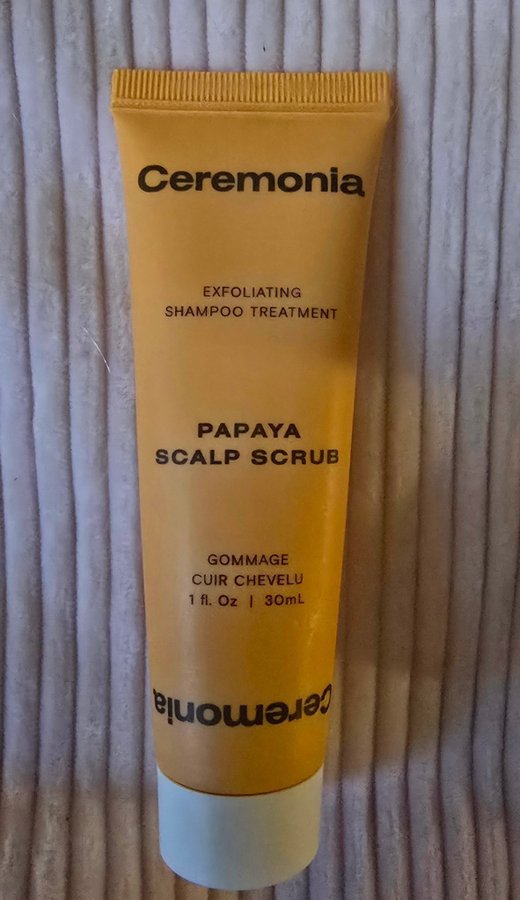 Ceremonia
EXFOLIATING
SHAMPOO TREATMENT
PAPAYA
SCALP SCRUB
GOMMAGE
CUIR CHEVELU
1 fl. Oz | 30mL
Ceremonia